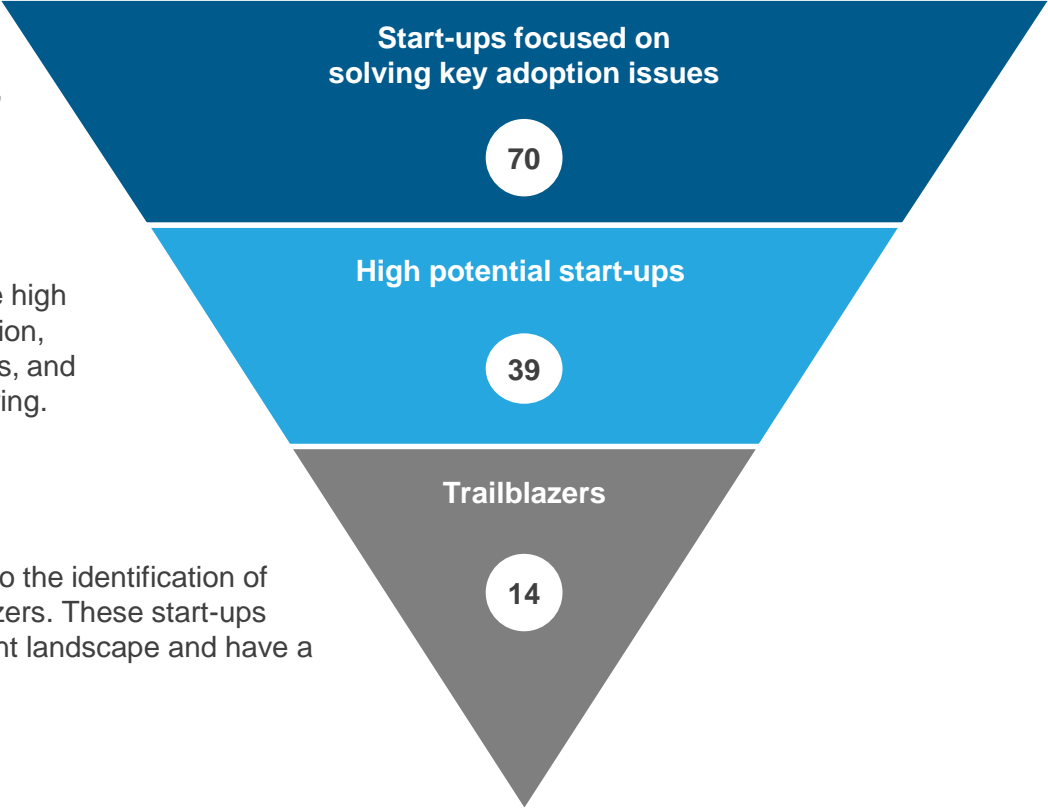 Start-ups focused on
solving key adoption issues
70
high
High potential start-ups
s, and
39
ing.
Trailblazers
o the identification of
14
zers. These start-ups
nt landscape and have a